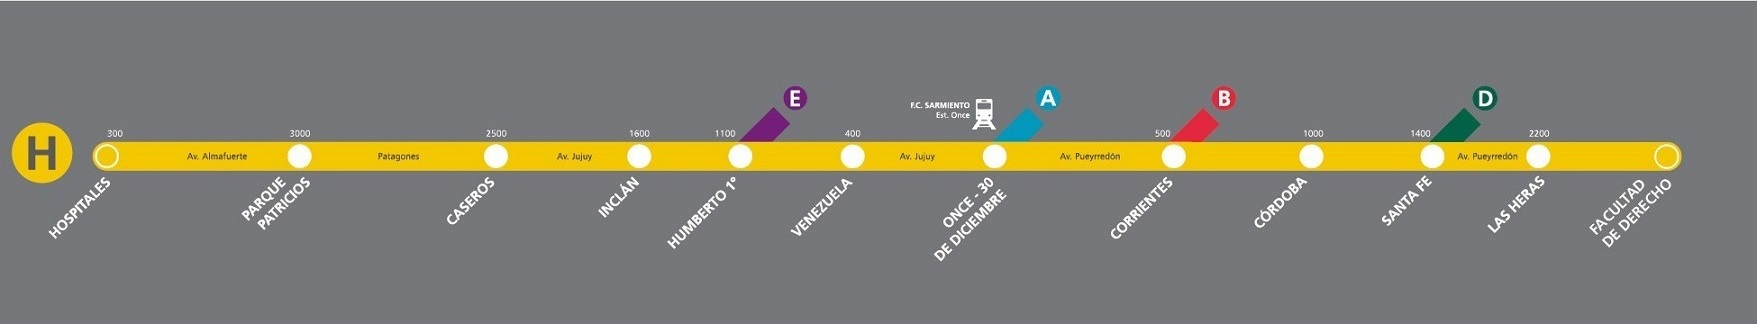 E
A
B
D
F.C. SARMIENTO
Est. Once
H
300
3000
2500
1600
1100
400
500
1000
1400
2200
Av. Almafuerte
Patagones
Av. Jujuy
Av. Jujuy
Av. Pueyrredón
Av. Pueyrredón
HOSPITALES
PARQUE
PATRICIOS
CASEROS
INCLÁN
HUMBERTO 1°
VENEZUELA
ONCE - 30
DE DICIEMBRE
CORRIENTES
CÓRDOBA
SANTA FE
LAS HERAS
FACULTAD
DE DERECHO